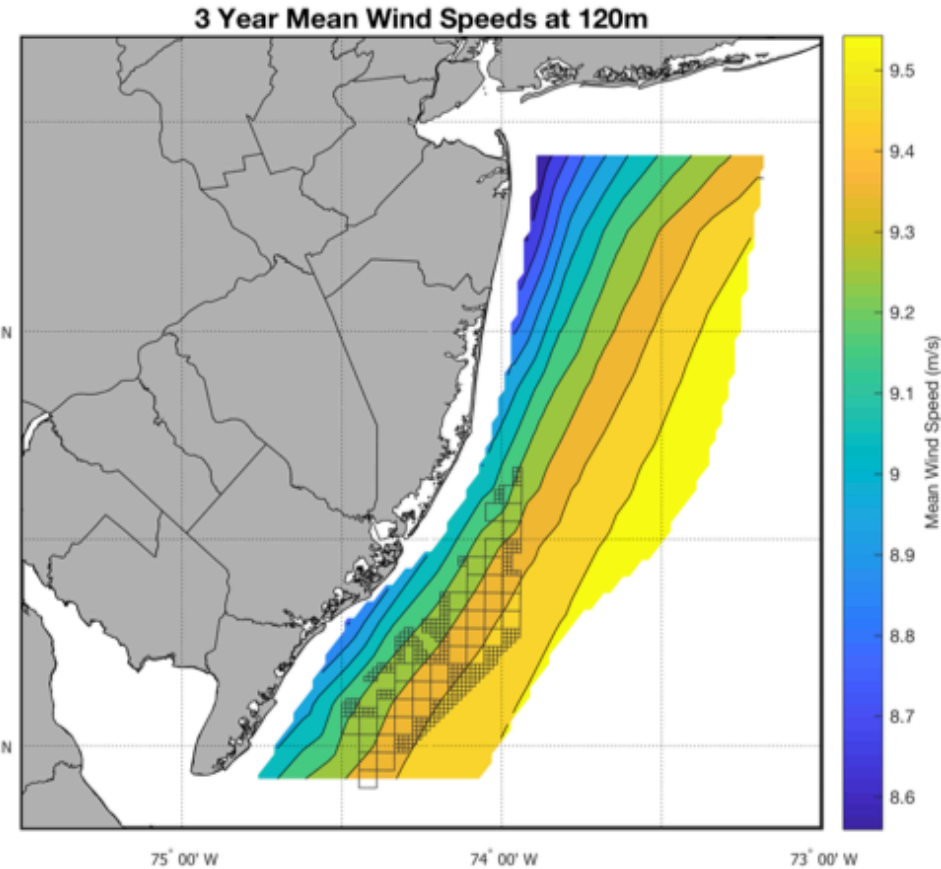 3 Year Mean Wind Speeds at 120m
9.5
9.4
9.3
9.2
9.1
9
8.9
8.8
8.7
8.6
Mean Wind Speed (m/s)
N
N
75° 00' W
74° 00' W
73° 00' W